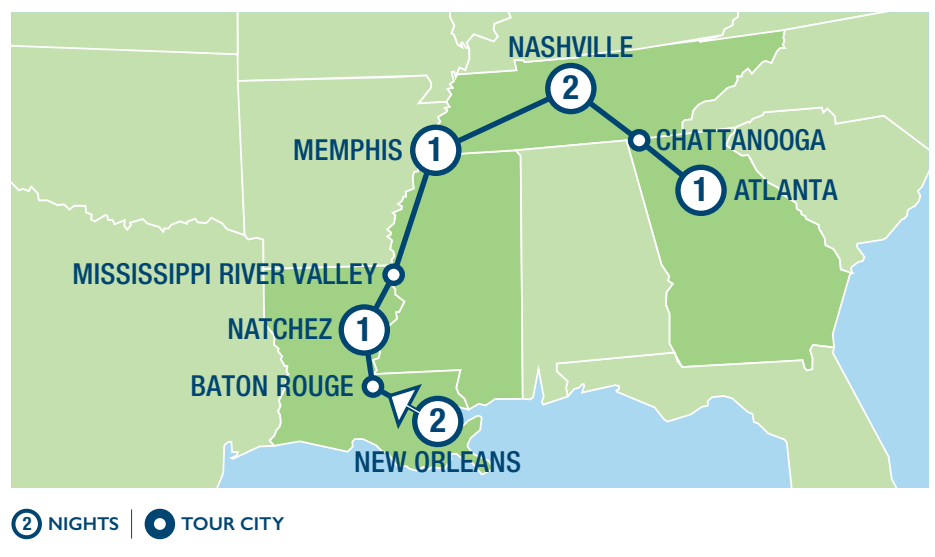 NASHVILLE
2
MEMPHIS 1
CHATTANOOGA
1 ATLANTA
MISSISSIPPI RIVER VALLEY
NATCHEZ 1
BATON ROUGE
2
NEW ORLEANS
2 NIGHTS TOUR CITY